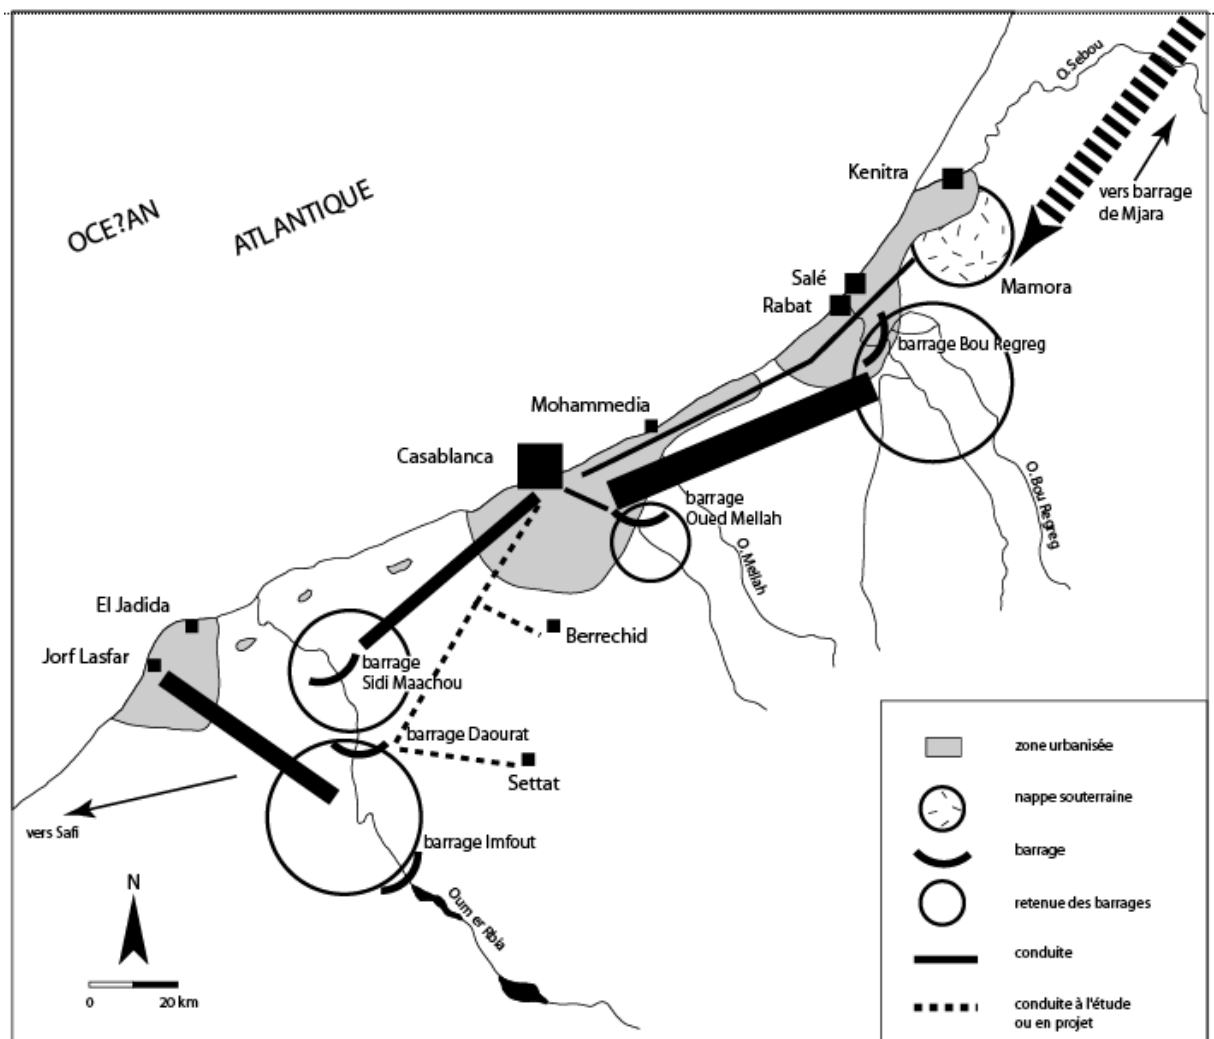 O. Sebou
Kenitra
vers barrage
de Mjara
OCE?AN
ATLANTIQUE
Salé
Rabat
Mamora
barrage Bou Regreg
Mohammedia
Casablanca
barrage
Oued Mellah
O. Bou Regreg
O. Mellah
El Jadida
Berrechid
Jorf Lasfar
barrage
Sidi Maachou
barrage Daourat
Settat
vers Safi
barrage Imfout
Oum er Rbia
N
0 20 km
zone urbanisée
nappe souterraine
barrage
retenue des barrages
conduite
conduite à l'étude
ou en projet